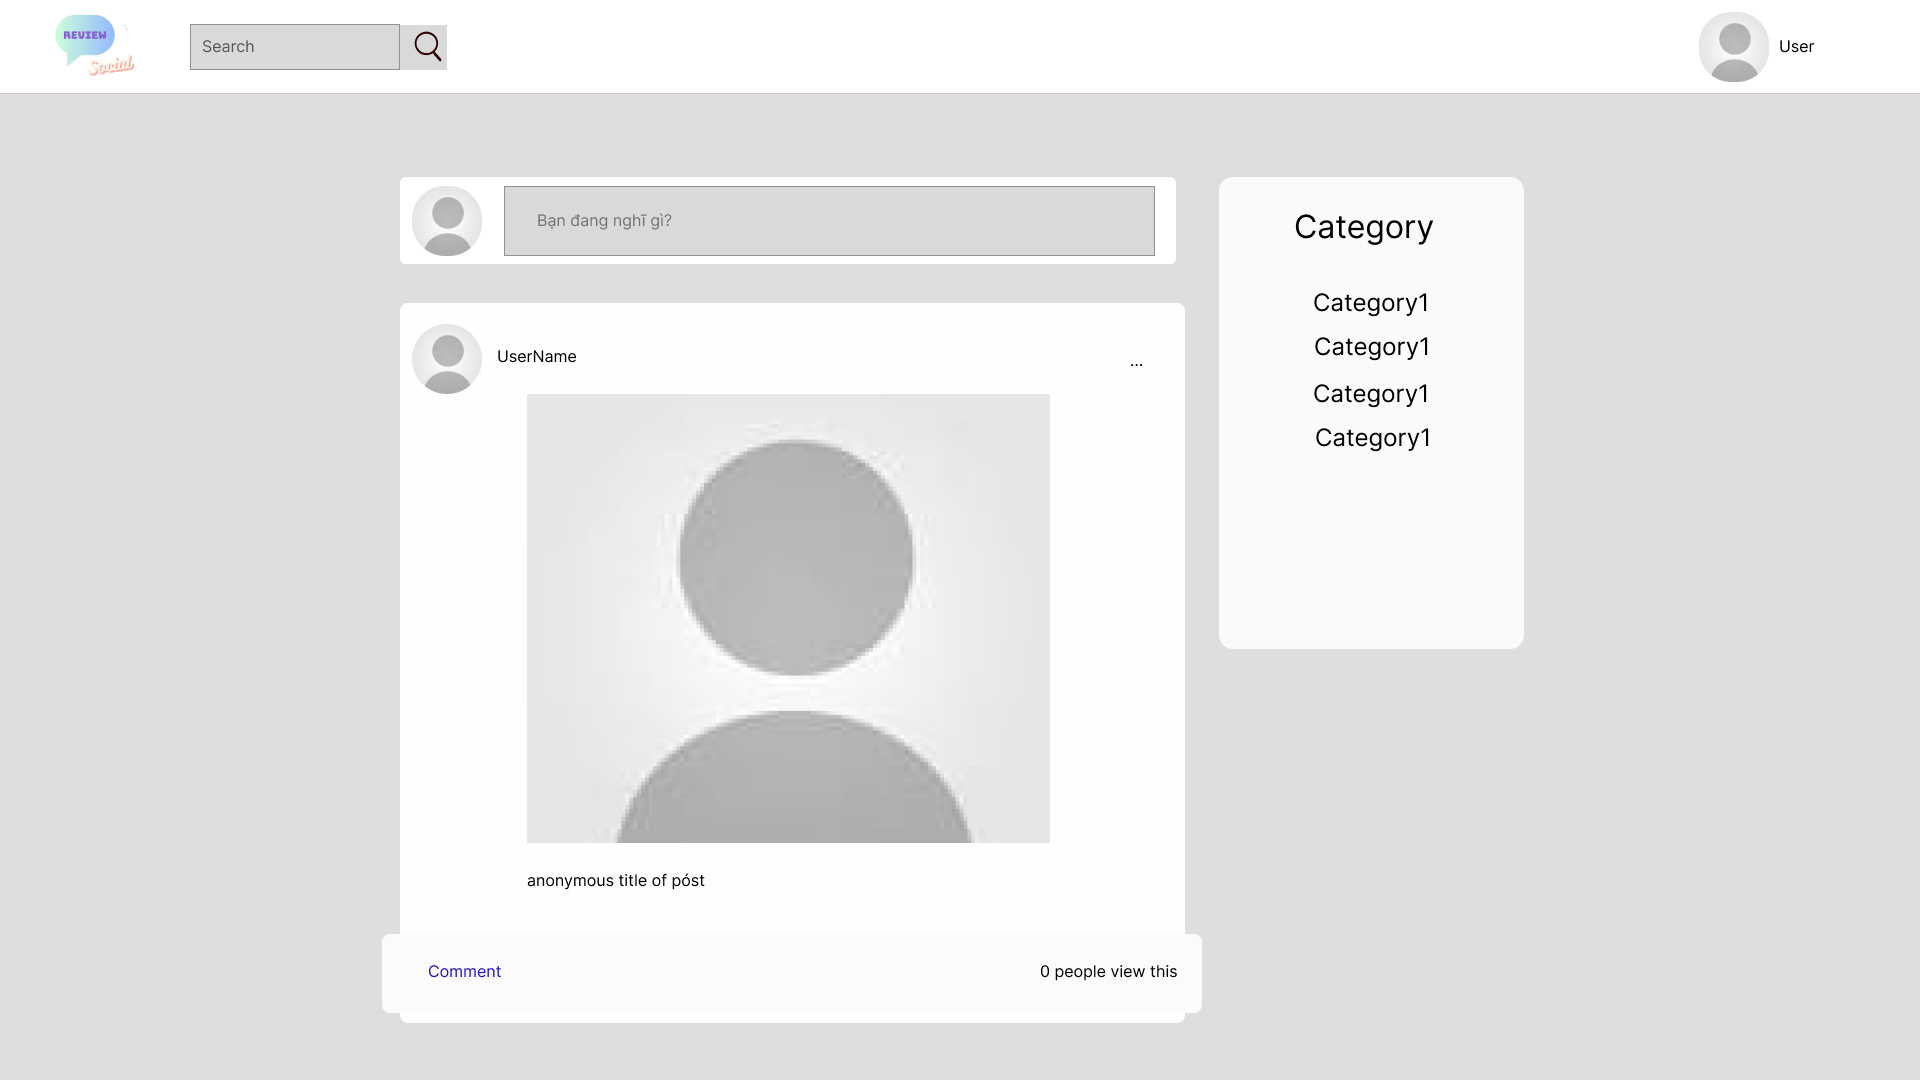 REVIEW
Social
Search
User
Bạn đang nghĩ gì?
UserName
...
anonymous title of póst
Comment
0 people view this
Category
Category1
Category1
Category1
Category1